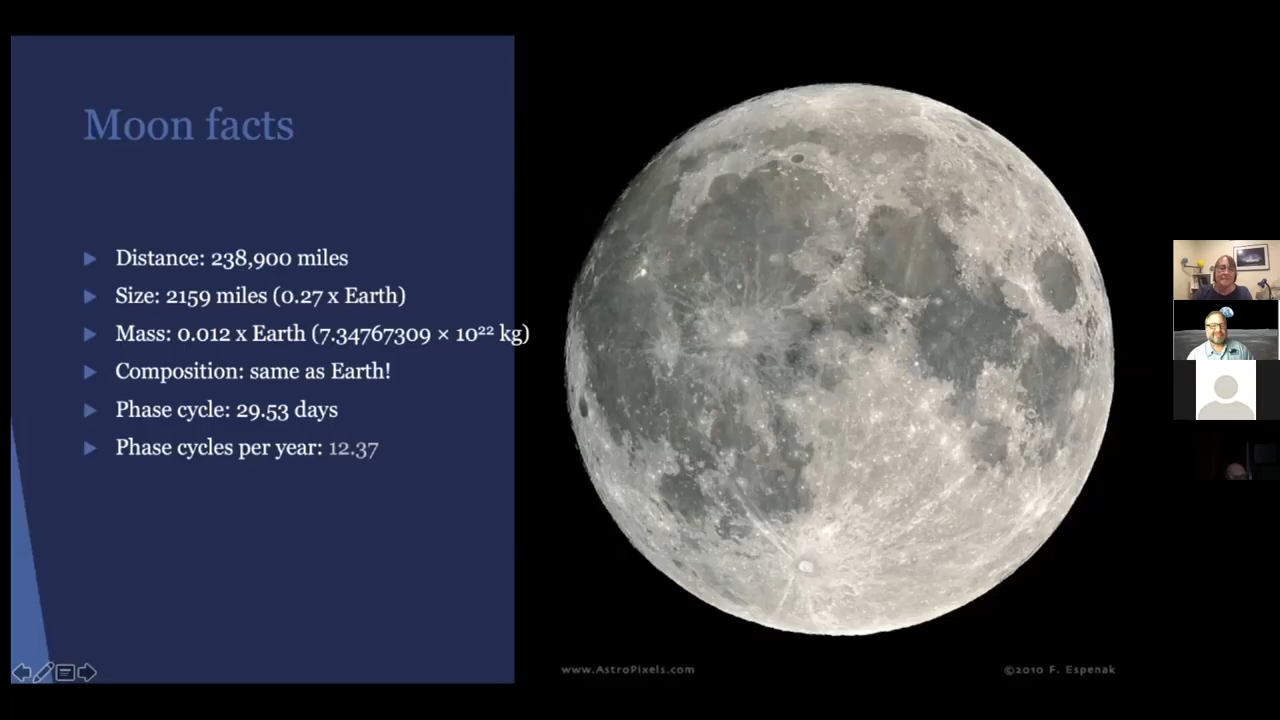 Moon facts
Distance: 238,900 miles
Size: 2159 miles (0.27 x Earth)
Mass: 0.012 x Earth (7.34767309 × 10²² kg)
Composition: same as Earth!
Phase cycle: 29.53 days
Phase cycles per year: 12.37
www.AstroPixels.com
©2010 F. Espenak